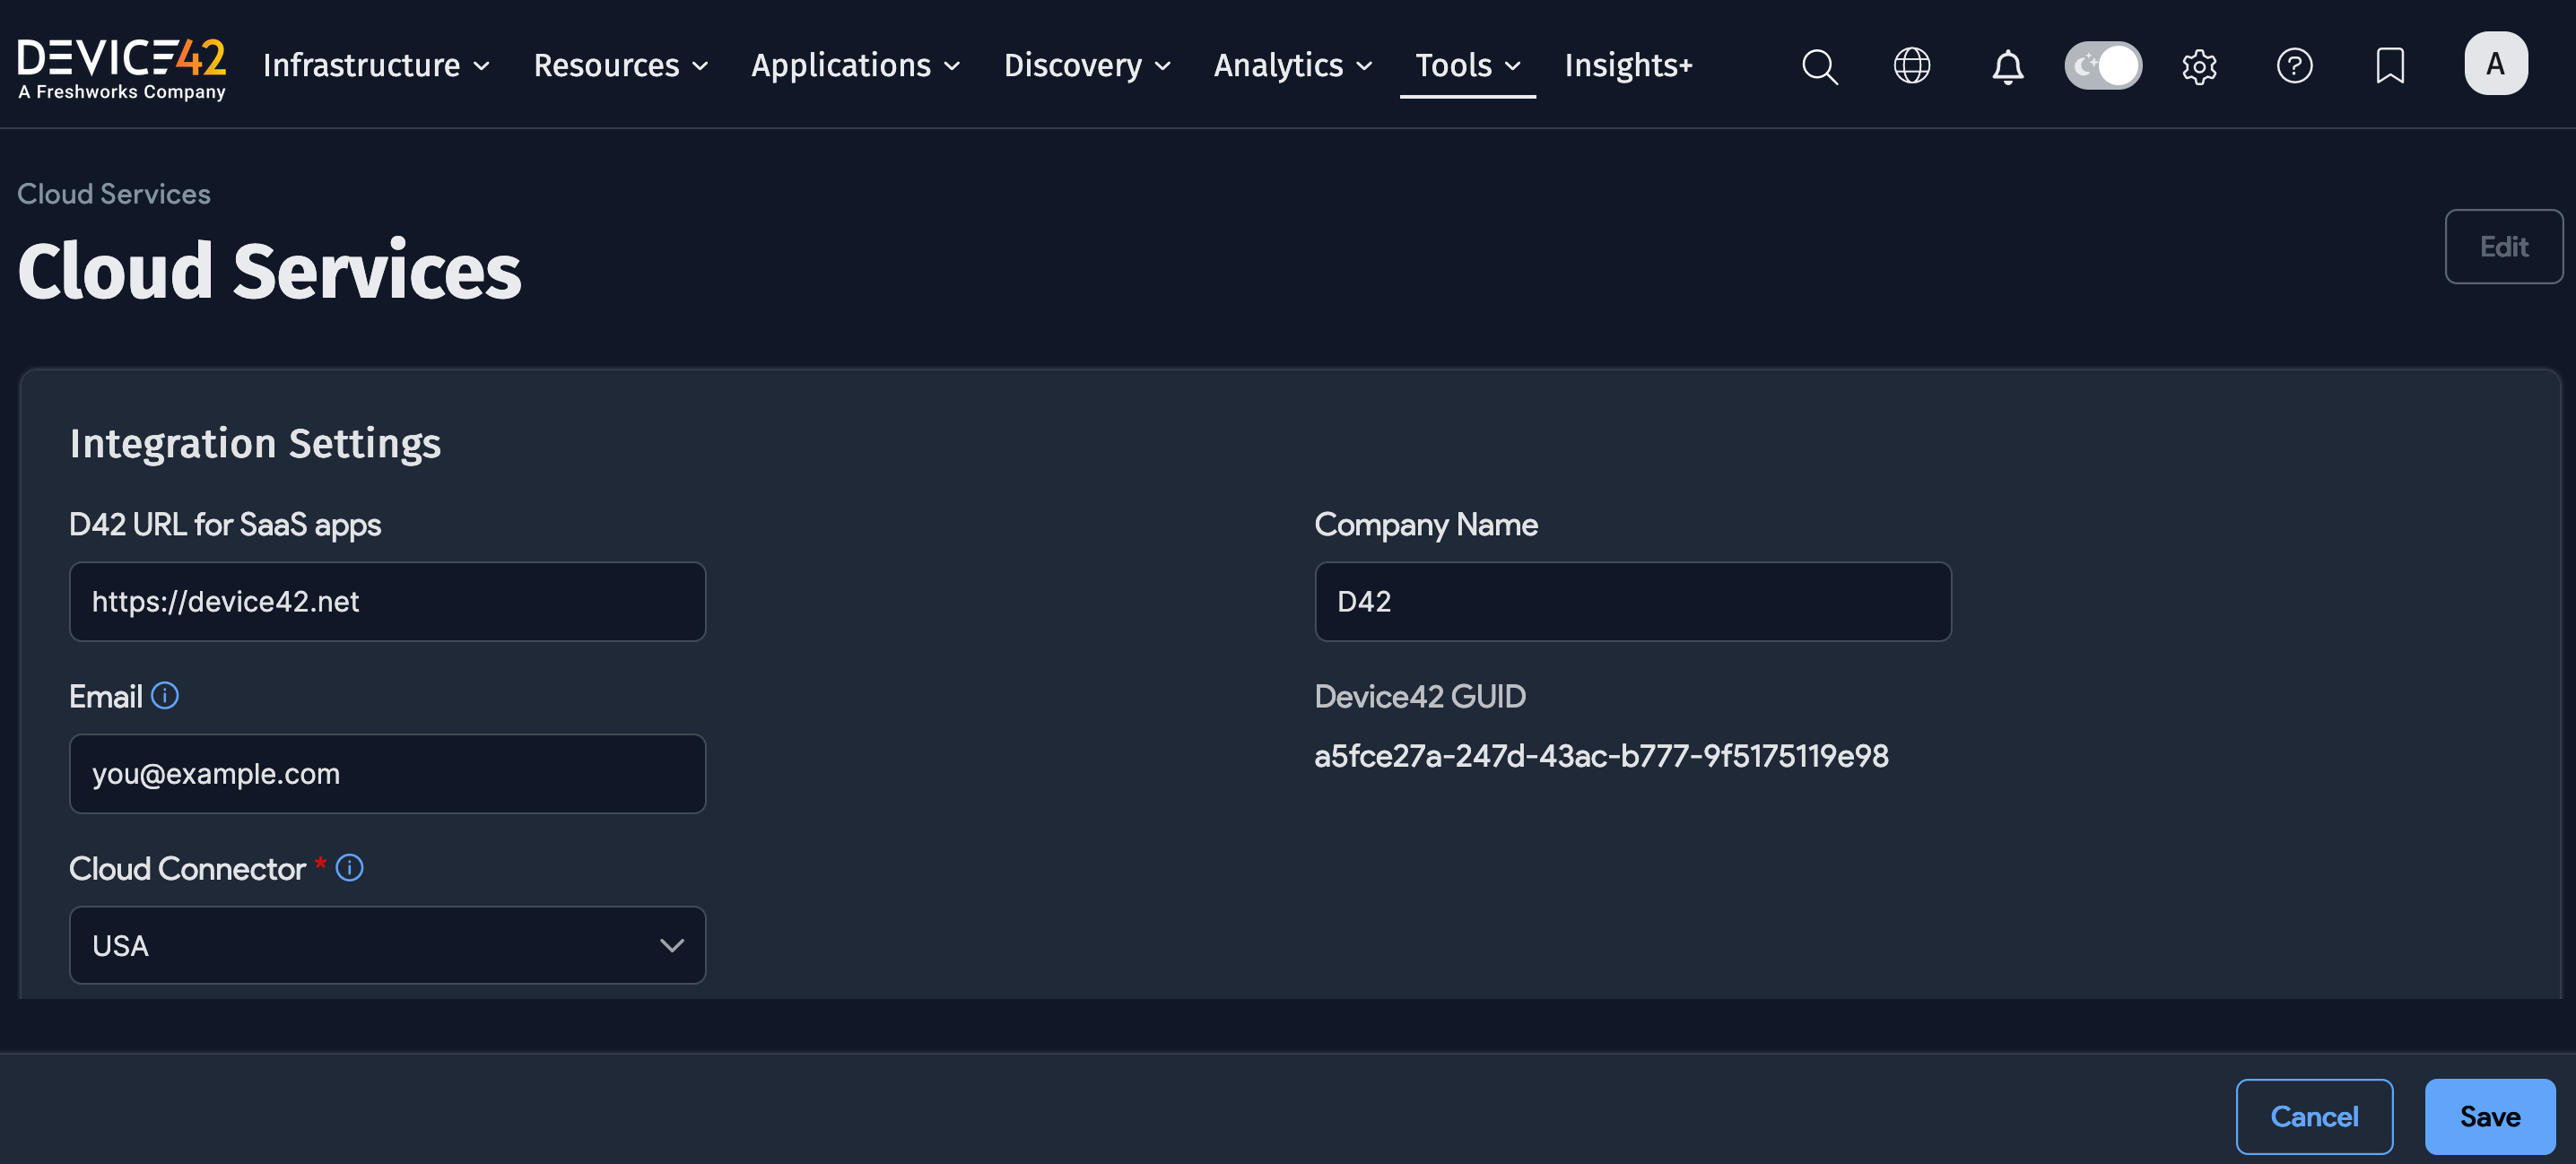 DEVICE42
A Freshworks Company
Infrastructure Resources Applications Discovery Analytics Tools Insights+
A
Cloud Services
Cloud Services
Edit
Integration Settings
D42 URL for SaaS apps
https://device42.net
Company Name
D42
Email
you@example.com
Device42 GUID
a5fce27a-247d-43ac-b777-9f5175119e98
Cloud Connector *
USA
Cancel Save